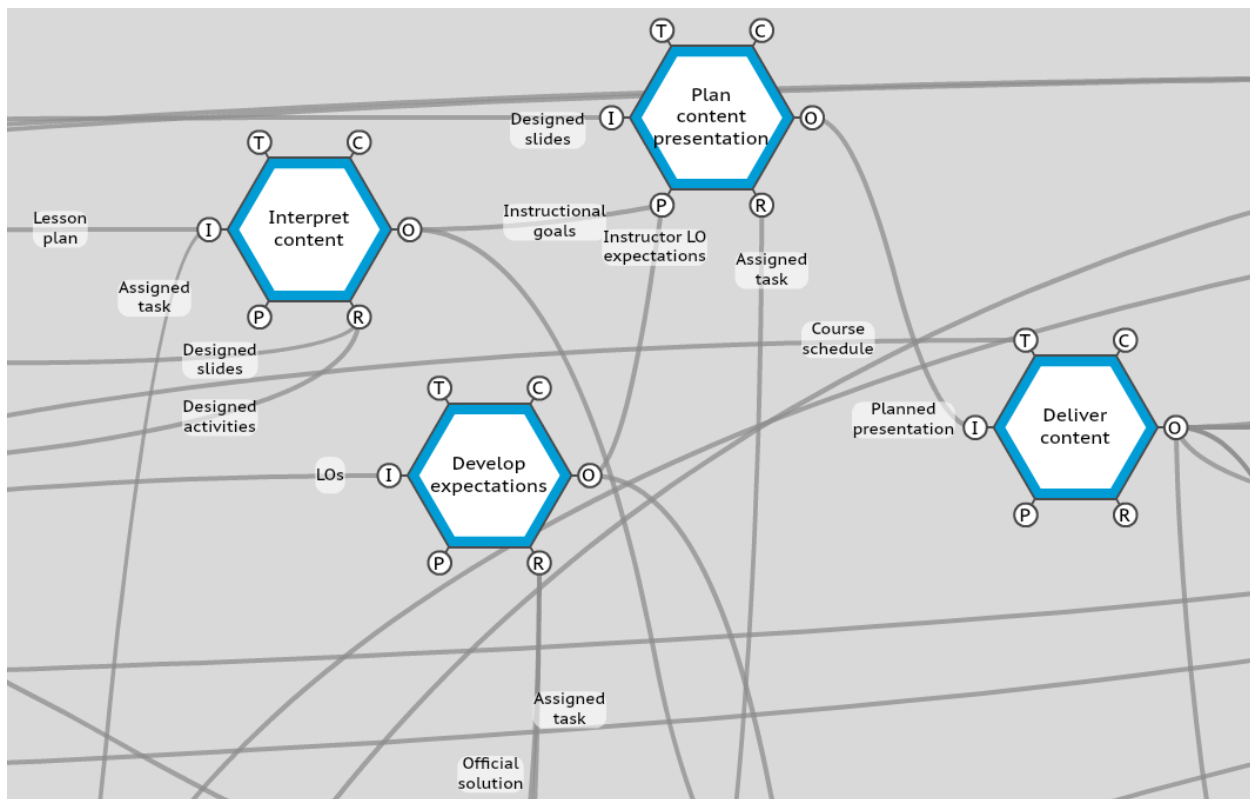 T
C
Plan
content
presentation
I
O
P
R
Designed
slides
T
C
Interpret
content
I
O
P
R
Lesson
plan
Instructional
goals
Instructor LO
expectations
Assigned
task
Assigned
task
Designed
slides
Designed
activities
Course
schedule
T
C
Deliver
content
I
O
P
R
Planned
presentation
T
C
Develop
expectations
I
O
P
R
LOs
Assigned
task
Official
solution